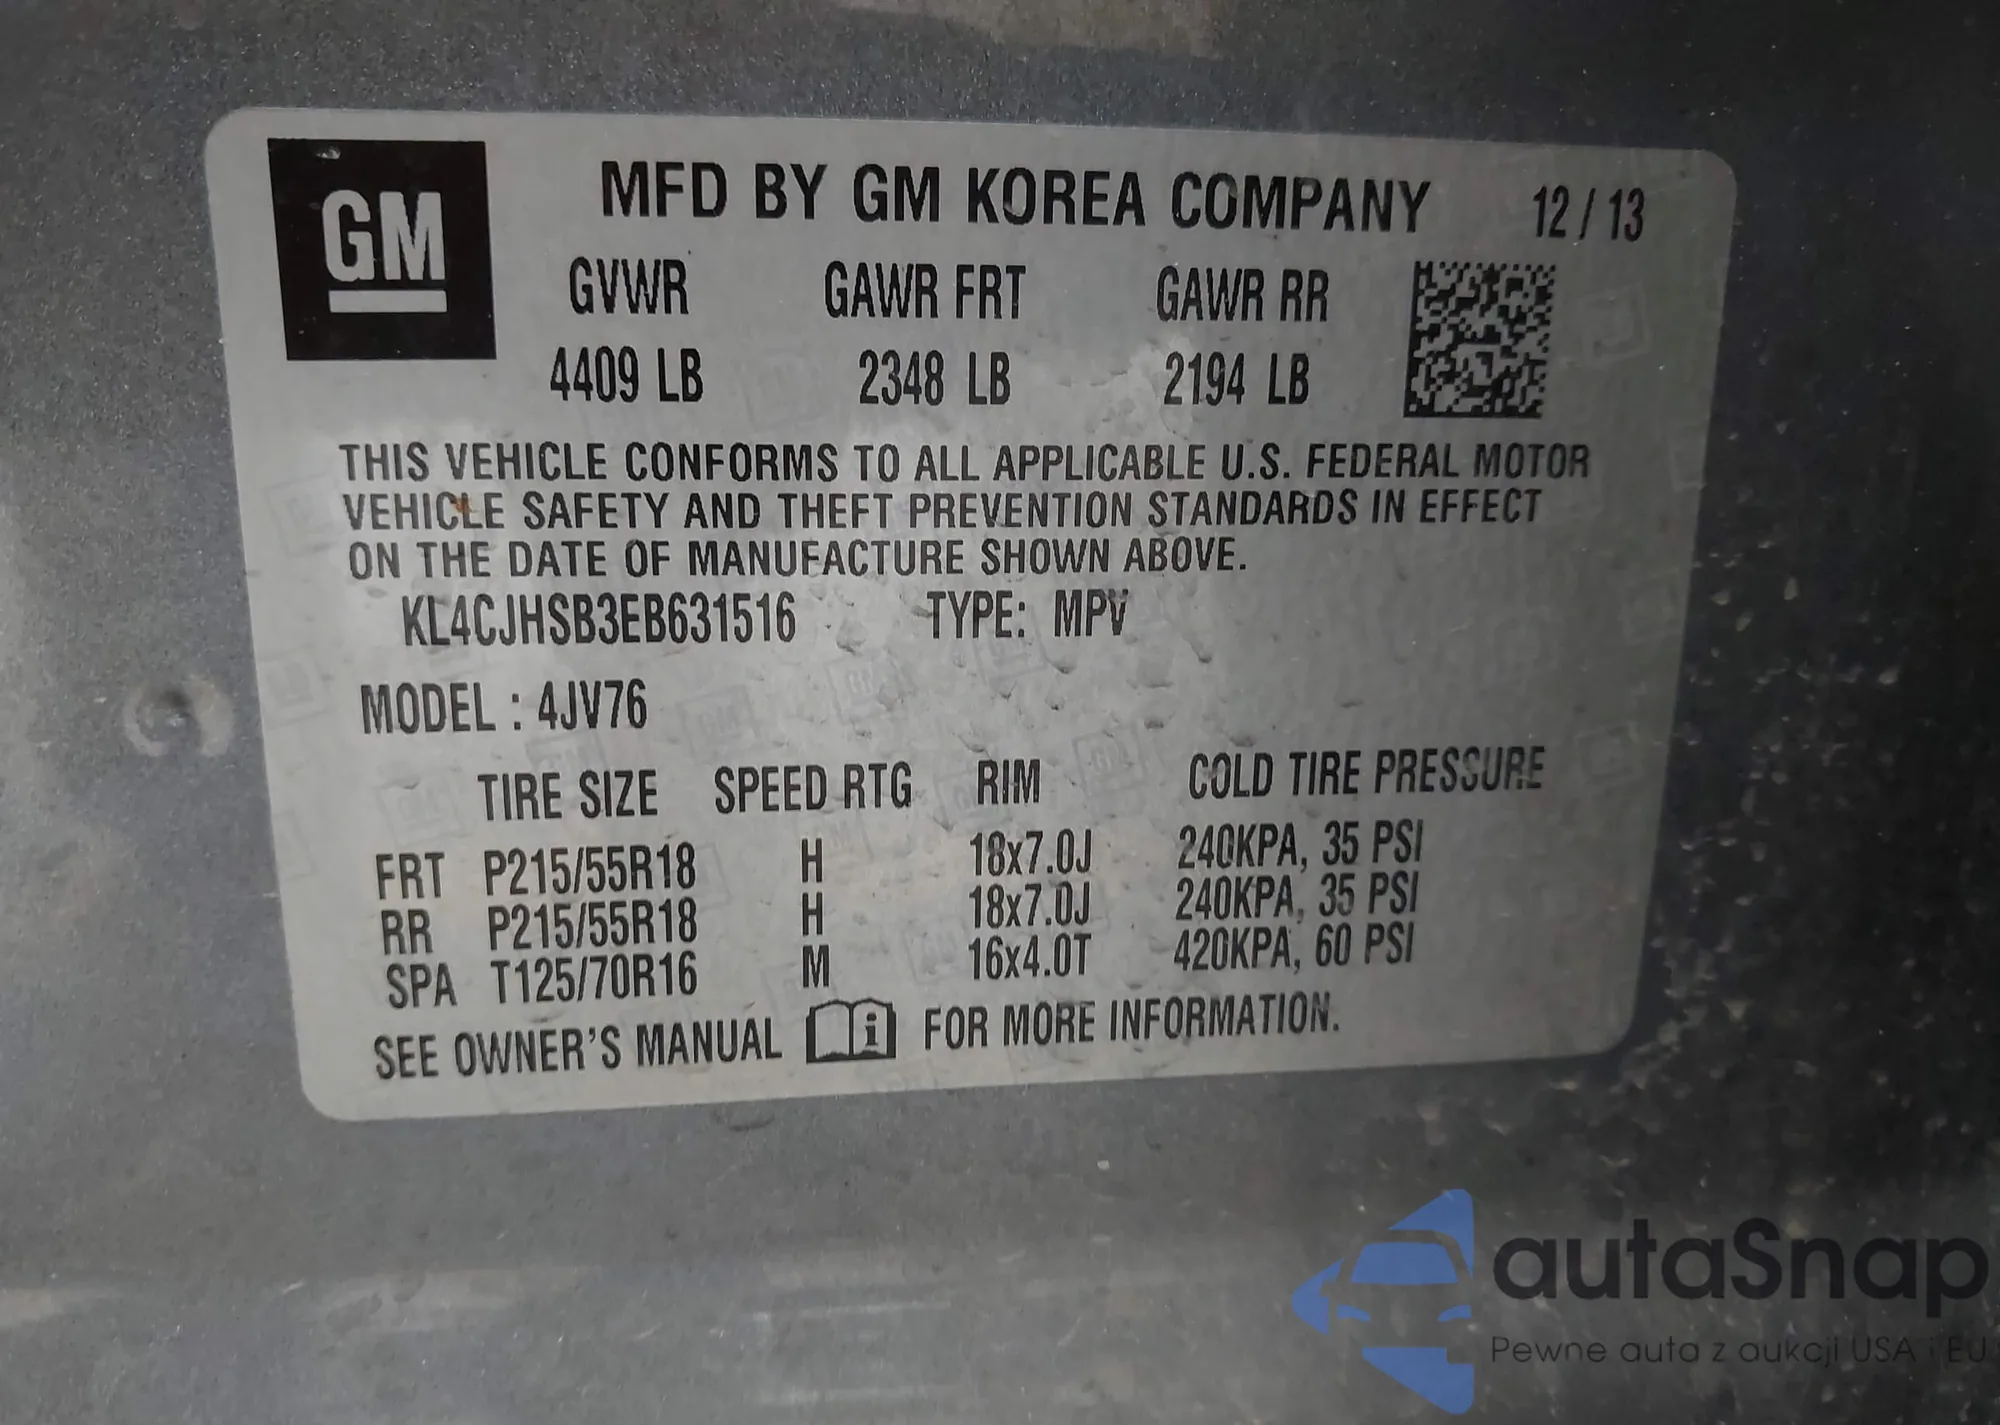 GM
MFD BY GM KOREA COMPANY 12 / 13
GVWR GAWR FRT GAWR RR
4409 LB 2348 LB 2194 LB
THIS VEHICLE CONFORMS TO ALL APPLICABLE U.S. FEDERAL MOTOR
VEHICLE SAFETY AND THEFT PREVENTION STANDARDS IN EFFECT
ON THE DATE OF MANUFACTURE SHOWN ABOVE.
KL4CJHSB3EB631516 TYPE: MPV
MODEL : 4JV76
TIRE SIZE SPEED RTG RIM COLD TIRE PRESSURE
FRT P215/55R18 H 18x7.0J 240KPA, 35 PSI
RR P215/55R18 H 18x7.0J 240KPA, 35 PSI
SPA T125/70R16 M 16x4.0T 420KPA, 60 PSI
SEE OWNER'S MANUAL i FOR MORE INFORMATION.
autaSnap
Pewne auta z aukcji USA i EU